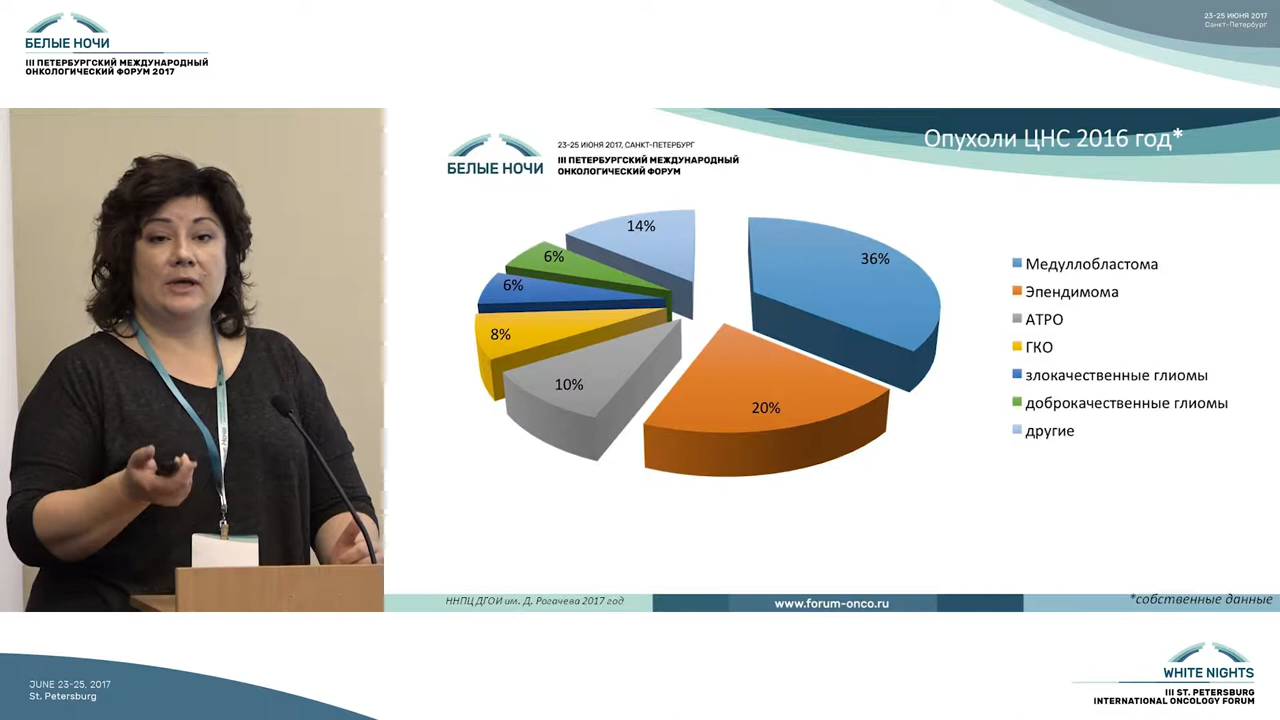 БЕЛЫЕ НОЧИ
III ПЕТЕРБУРГСКИЙ МЕЖДУНАРОДНЫЙ
ОНКОЛОГИЧЕСКИЙ ФОРУМ 2017
23-25 ИЮНЯ 2017
Санкт-Петербург
БЕЛЫЕ НОЧИ
23-25 ИЮНЯ 2017, САНКТ-ПЕТЕРБУРГ
III ПЕТЕРБУРГСКИЙ МЕЖДУНАРОДНЫЙ
ОНКОЛОГИЧЕСКИЙ ФОРУМ
Опухоли ЦНС 2016 год*
14%
36%
6%
6%
8%
10%
20%
Медуллобластома
Эпендимома
АТРО
ГКО
злокачественные глиомы
доброкачественные глиомы
другие
ННПЦ ДГОИ им. Д. Рогачева 2017 год
www.forum-onco.ru
*собственные данные
JUNE 23-25, 2017
St. Petersburg
WHITE NIGHTS
III ST. PETERSBURG
INTERNATIONAL ONCOLOGY FORUM